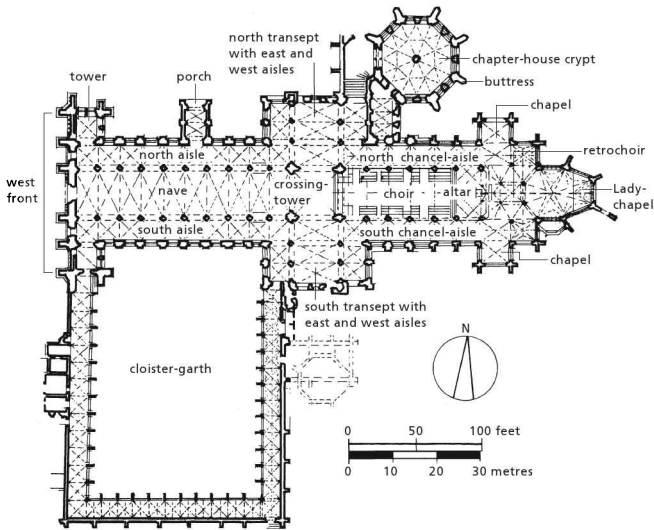 north transept
with east and
west aisles
chapter-house crypt
buttress
tower
porch
chapel
retrochoir
north aisle
north chancel-aisle
west
front
nave
crossing-
tower
choir
altar
Lady-
chapel
south aisle
south chancel-aisle
chapel
south transept with
east and west aisles
cloister-garth
N
0 50 100 feet
0 10 20 30 metres